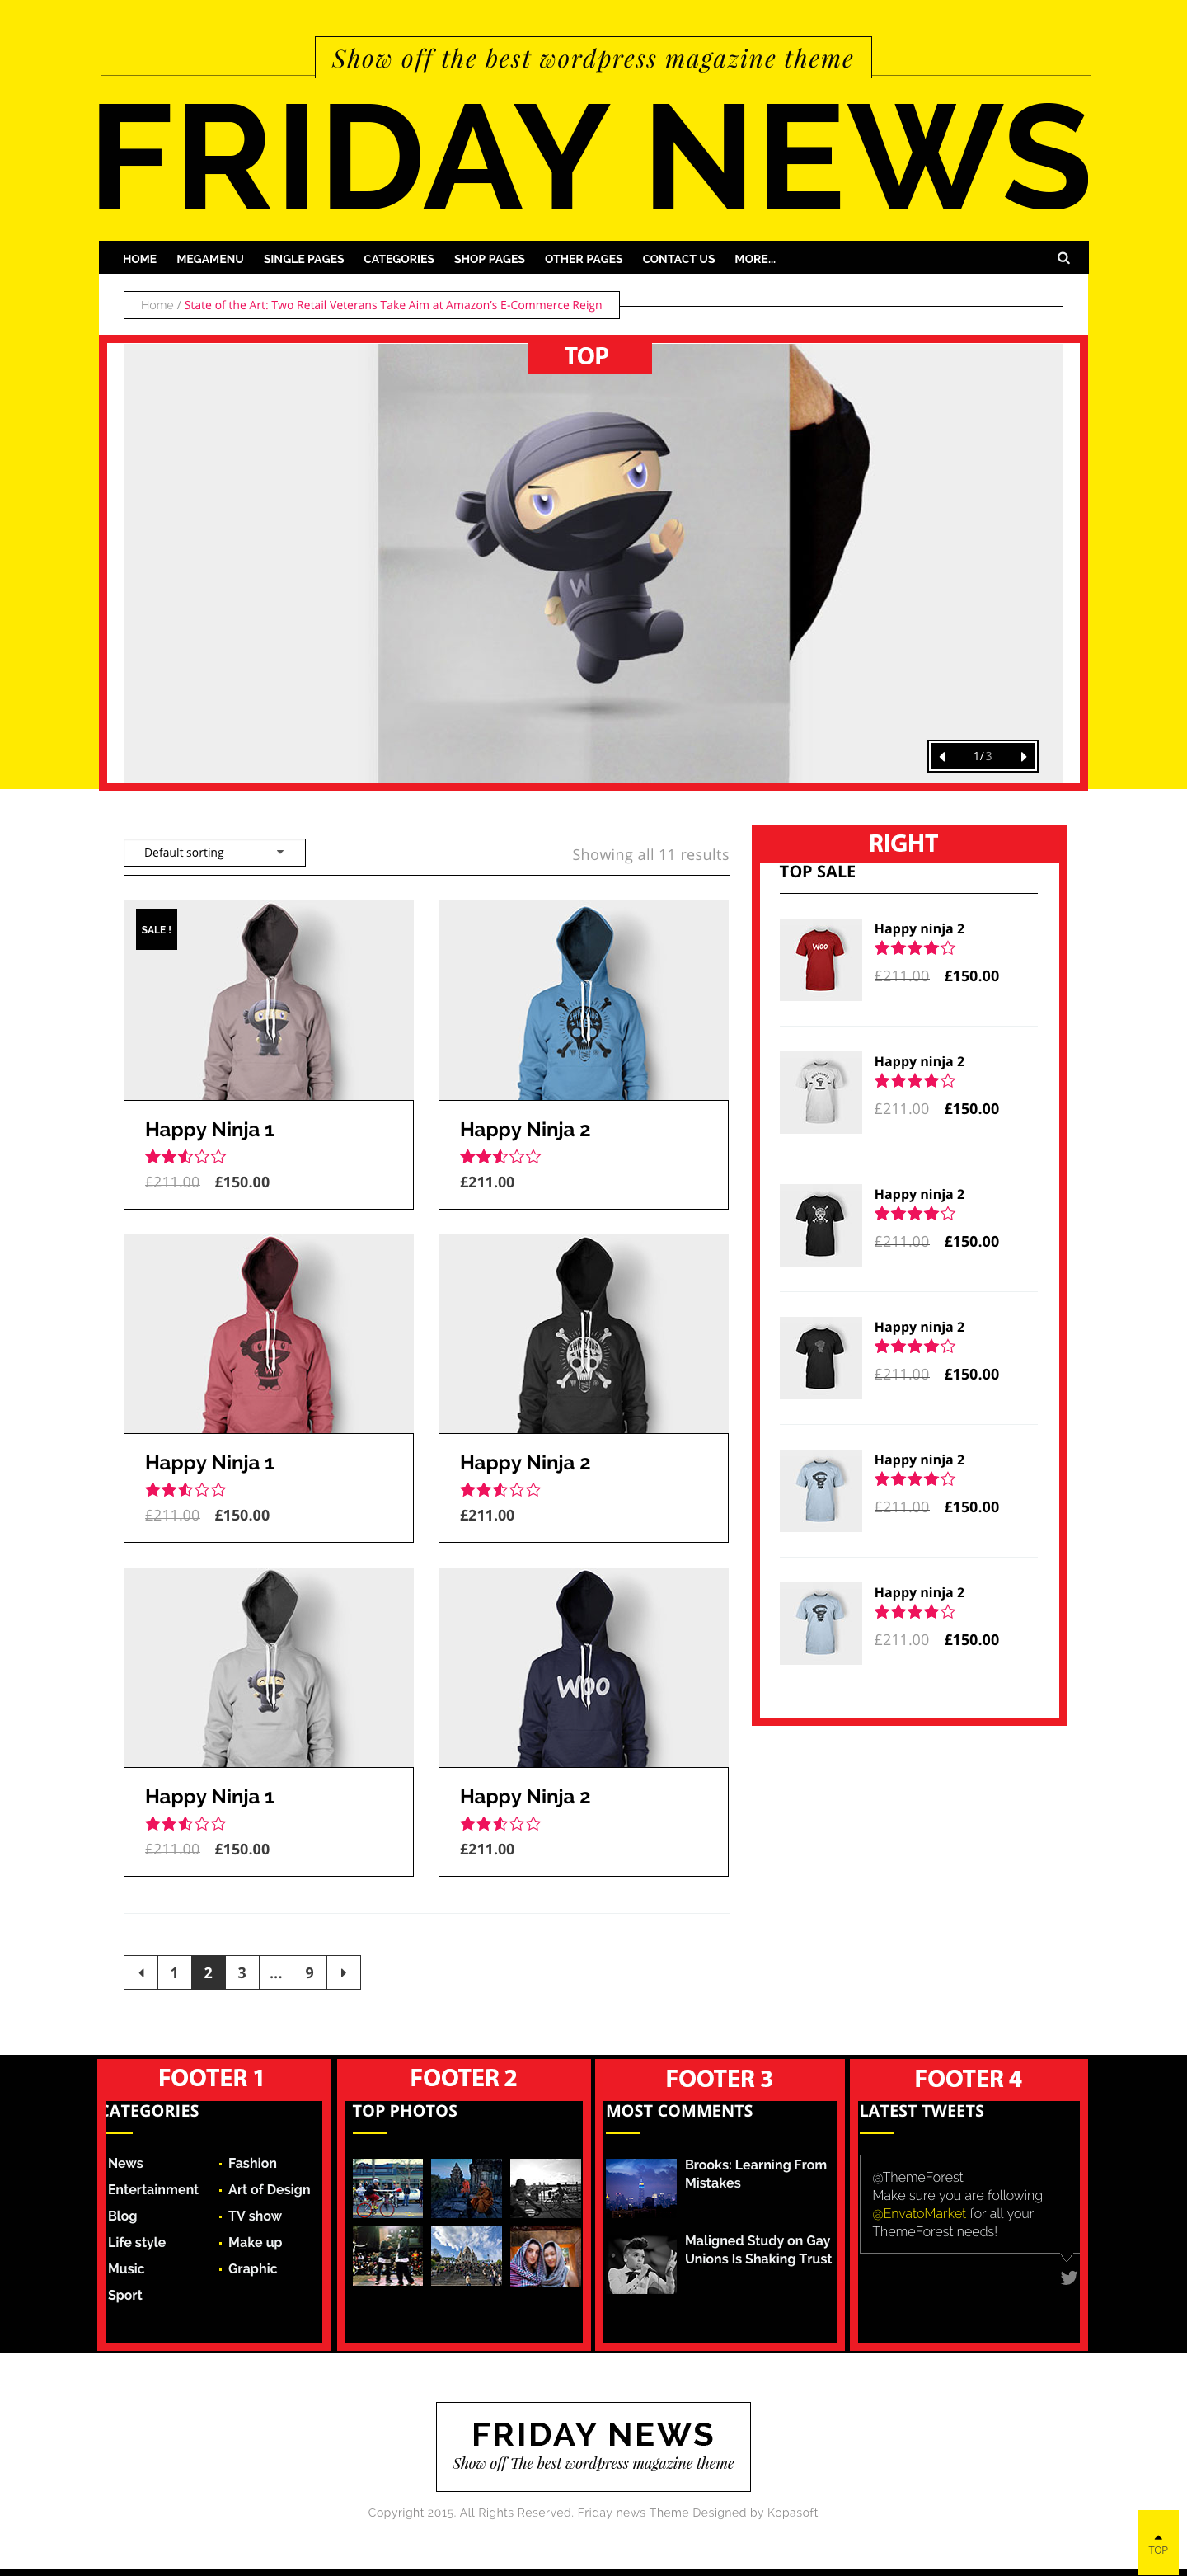 Show off the best wordpress magazine theme
FRIDAY NEWS
HOME MEGAMENU SINGLE PAGES CATEGORIES SHOP PAGES OTHER PAGES CONTACT US MORE...
Home / State of the Art: Two Retail Veterans Take Aim at Amazon's E-Commerce Reign
TOP
W
1/3
Default sorting
Showing all 11 results
SALE !
Happy Ninja 1
£211.00 £150.00
Happy Ninja 2
£211.00
Happy Ninja 1
£211.00 £150.00
Happy Ninja 2
£211.00
Happy Ninja 1
£211.00 £150.00
Woo
Happy Ninja 2
£211.00
1 2 3 ... 9
RIGHT
TOP SALE
WOO
Happy ninja 2
£211.00 £150.00
Happy ninja 2
£211.00 £150.00
Happy ninja 2
£211.00 £150.00
Happy ninja 2
£211.00 £150.00
Happy ninja 2
£211.00 £150.00
Happy ninja 2
£211.00 £150.00
FOOTER 1
CATEGORIES
News
Entertainment
Blog
Life style
Music
Sport
Fashion
Art of Design
TV show
Make up
Graphic
FOOTER 2
TOP PHOTOS
FOOTER 3
MOST COMMENTS
Brooks: Learning From
Mistakes
Maligned Study on Gay
Unions Is Shaking Trust
FOOTER 4
LATEST TWEETS
@ThemeForest
Make sure you are following
@EnvatoMarket for all your
ThemeForest needs!
FRIDAY NEWS
Show off The best wordpress magazine theme
Copyright 2015. All Rights Reserved. Friday news Theme Designed by Kopasoft
TOP